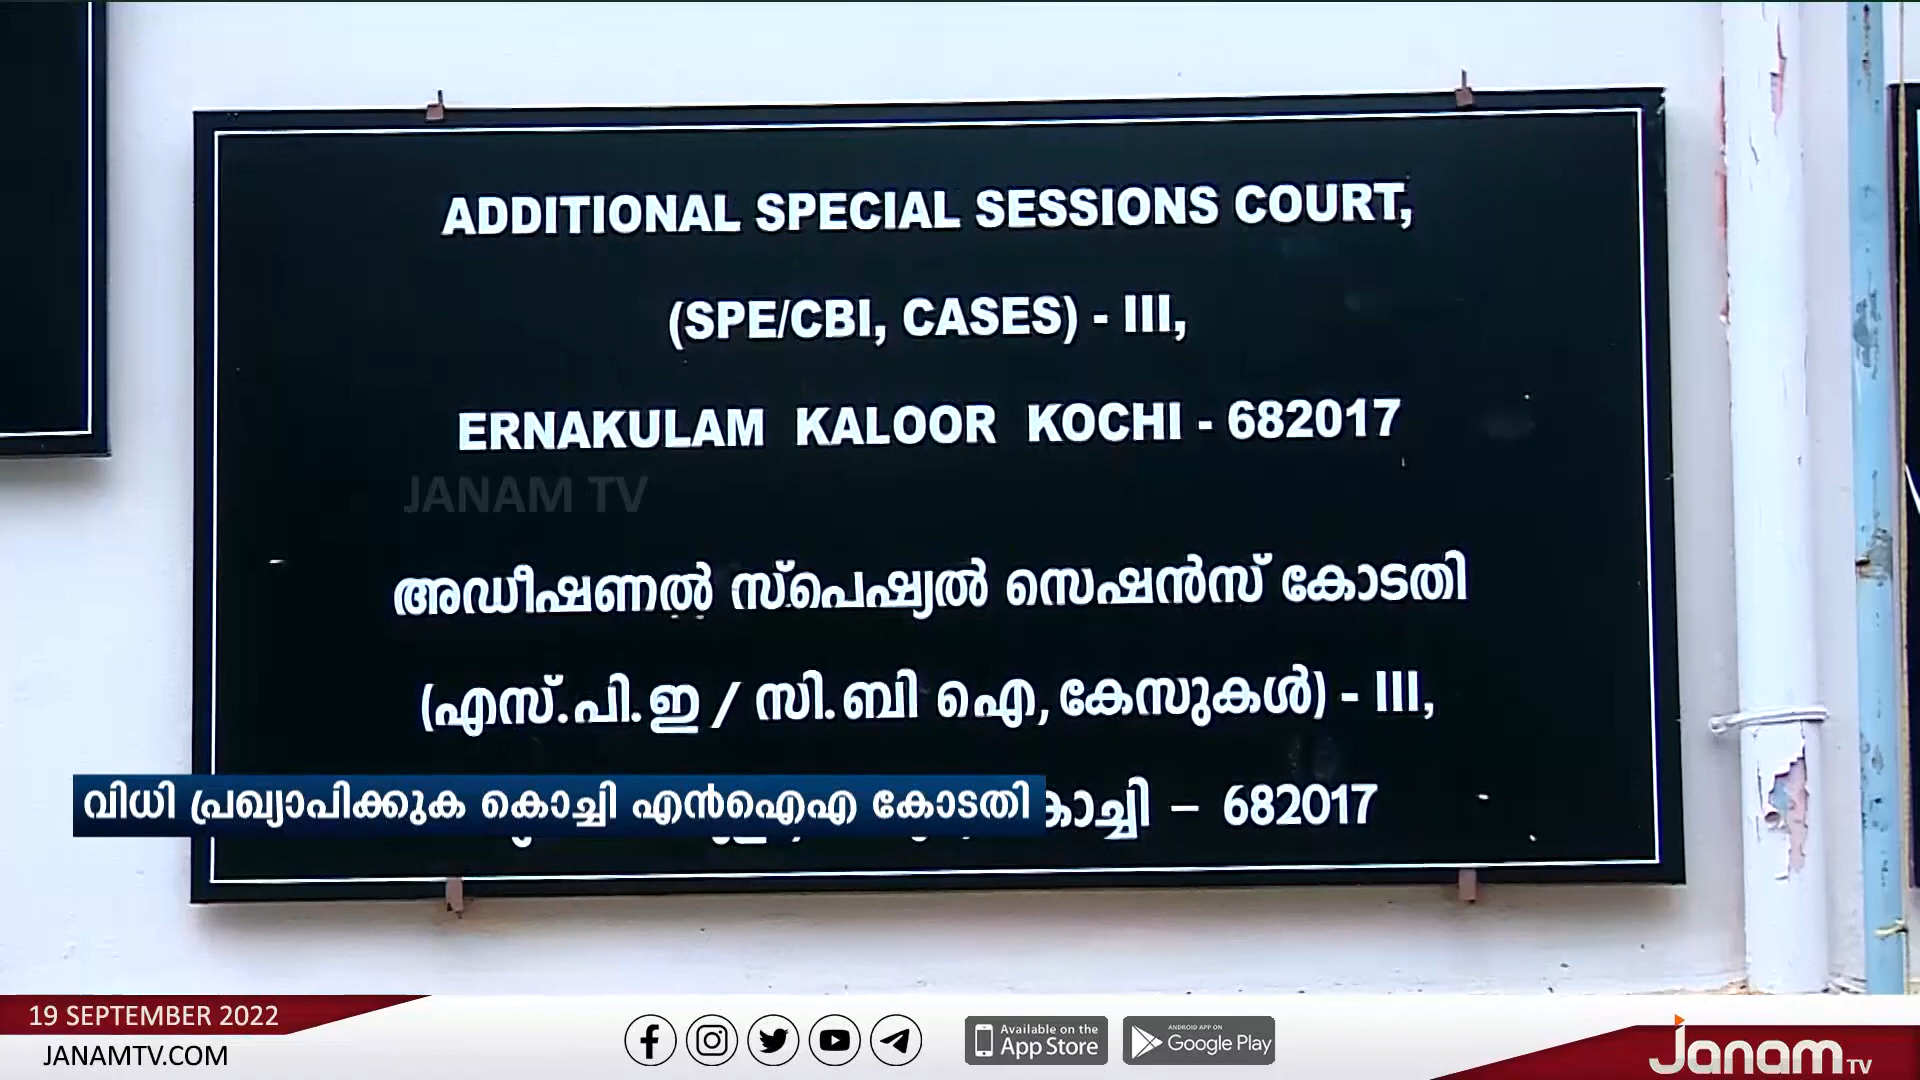 ADDITIONAL SPECIAL SESSIONS COURT,
(SPE/CBI, CASES) - III,
ERNAKULAM KALOOR KOCHI - 682017
JANAM TV
അഡീഷണൽ സ്പെഷ്യൽ സെഷൻസ് കോടതി
(എസ്.പി.ഇ / സി.ബി ഐ, കേസുകൾ) - III,
വിധി പ്രഖ്യാപിക്കുക കൊച്ചി എൻഐഎ കോടതി
– 682017
19 SEPTEMBER 2022
JANAMTV.COM
Available on the
App Store
ANDROID APP ON
Google Play
Janam TV